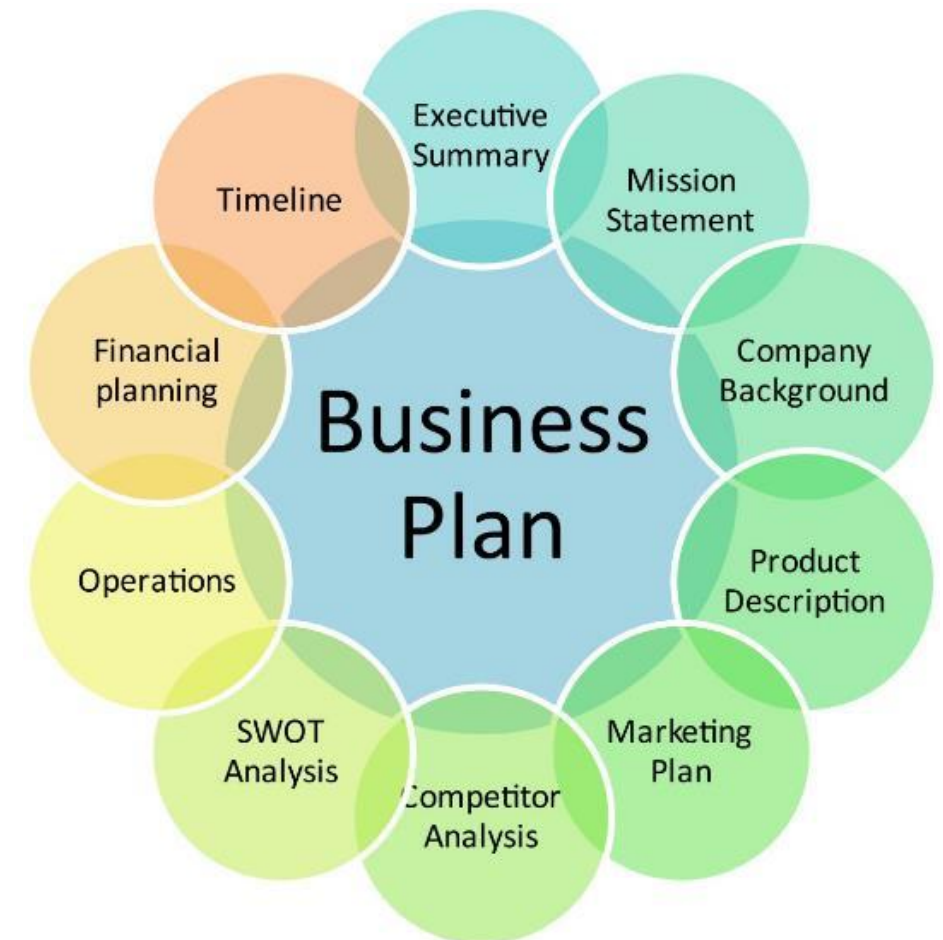 Executive
Summary
Mission
Statement
Company
Background
Product
Description
Marketing
Plan
Competitor
Analysis
SWOT
Analysis
Operations
Financial
planning
Timeline
Business
Plan